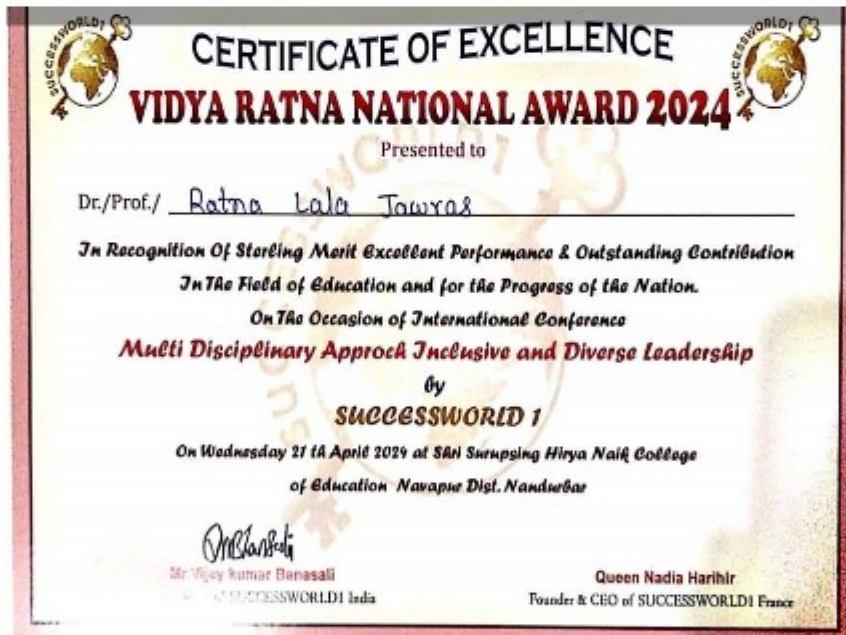 SUCCESSWORLD1
SUCCESSWORLD1
CERTIFICATE OF EXCELLENCE
VIDYA RATNA NATIONAL AWARD 2024
Presented to
Dr./Prof./ Ratna Lala Jawras
In Recognition Of Sterling Merit Excellent Performance & Outstanding Contribution
In The Field of Education and for the Progress of the Nation.
On The Occasion of International Conference
Multi Disciplinary Approch Inclusive and Diverse Leadership
by
SUCCESSWORLD 1
On Wednesday 27 th April 2024 at Shri Surupsing Hirya Naik College
of Education Navapur Dist. Nandurbar
Mr Vijay kumar Banasali
of SUCCESSWORLD1 India
Queen Nadia Harihir
Founder & CEO of SUCCESSWORLD1 France